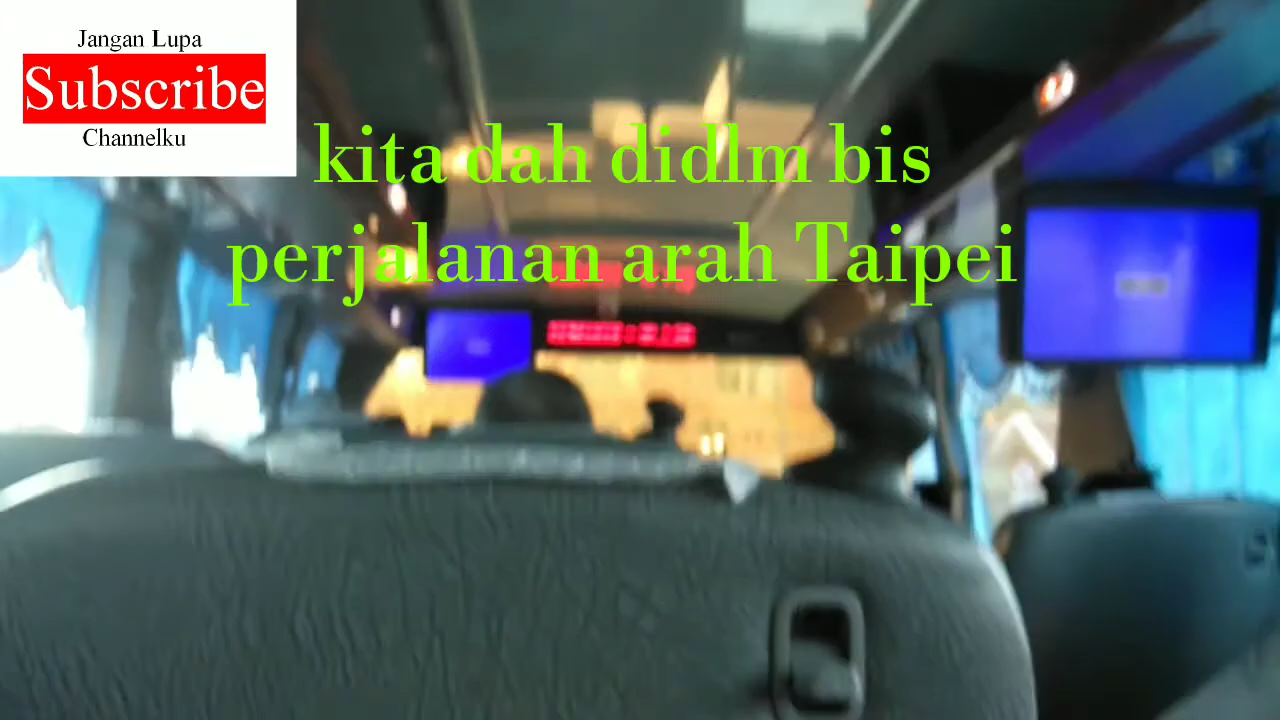 Jangan Lupa
Subscribe
Channelku
kita dah didlm bis
perjalanan arah Taipei